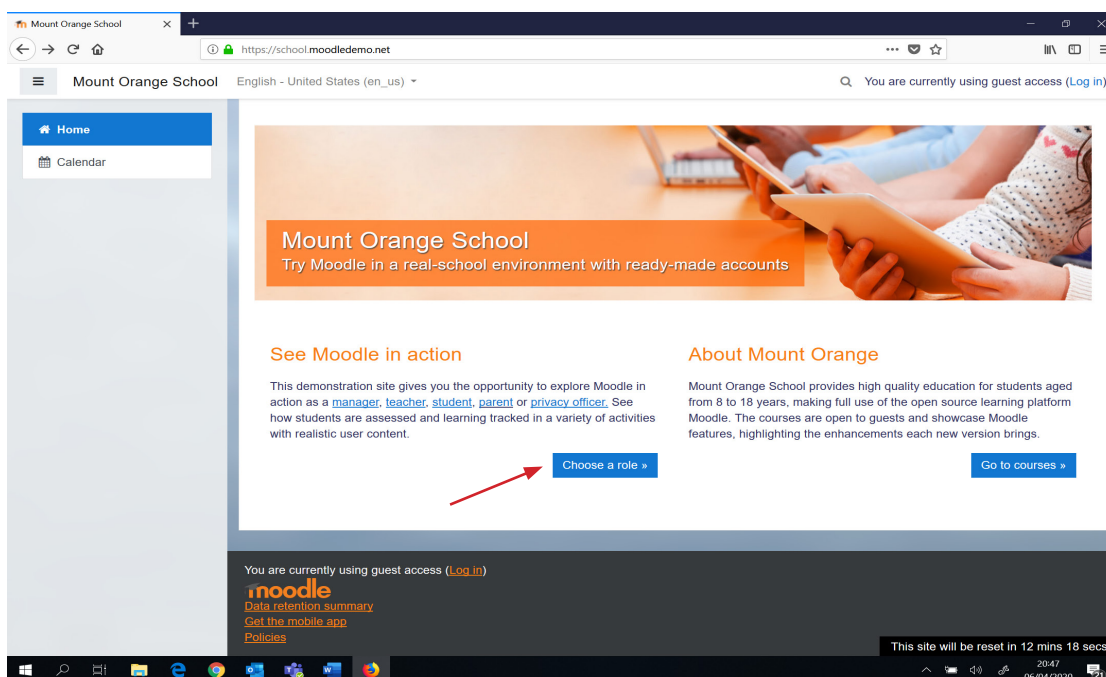 Mount Orange School
https://school.moodledemo.net
Mount Orange School English - United States (en_us) You are currently using guest access (Log in)
Home
Calendar
Mount Orange School
Try Moodle in a real-school environment with ready-made accounts
See Moodle in action
This demonstration site gives you the opportunity to explore Moodle in
action as a manager, teacher, student, parent or privacy officer. See
how students are assessed and learning tracked in a variety of activities
with realistic user content.
Choose a role »
About Mount Orange
Mount Orange School provides high quality education for students aged
from 8 to 18 years, making full use of the open source learning platform
Moodle. The courses are open to guests and showcase Moodle
features, highlighting the enhancements each new version brings.
Go to courses »
You are currently using guest access (Log in)
moodle
Data retention summary
Get the mobile app
Policies
This site will be reset in 12 mins 18 secs
20:47
06/04/2020
21